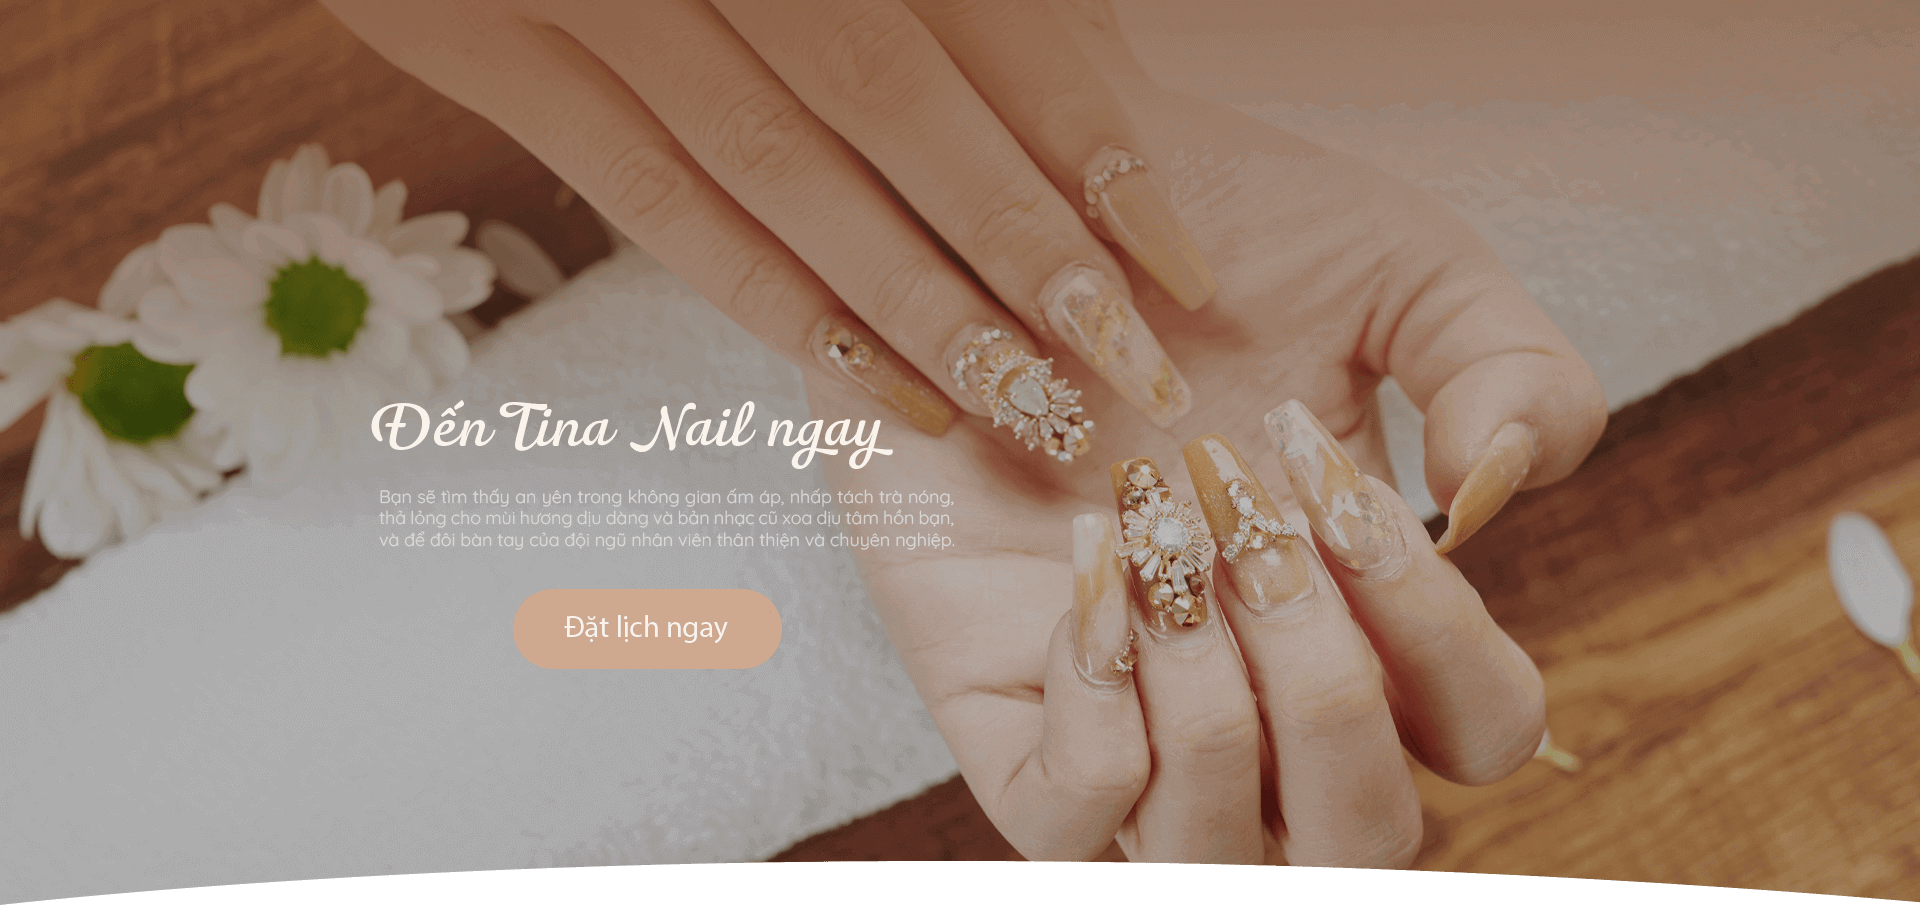 Đến Tina Nail ngay
Bạn sẽ tìm thấy an yên trong không gian ấm áp, nhấp tách trà nóng,
thả lỏng cho mùi hương dịu dàng và bản nhạc cũ xoa dịu tâm hồn bạn,
và để đôi bàn tay của đội ngũ nhân viên thân thiện và chuyên nghiệp.
Đặt lịch ngay